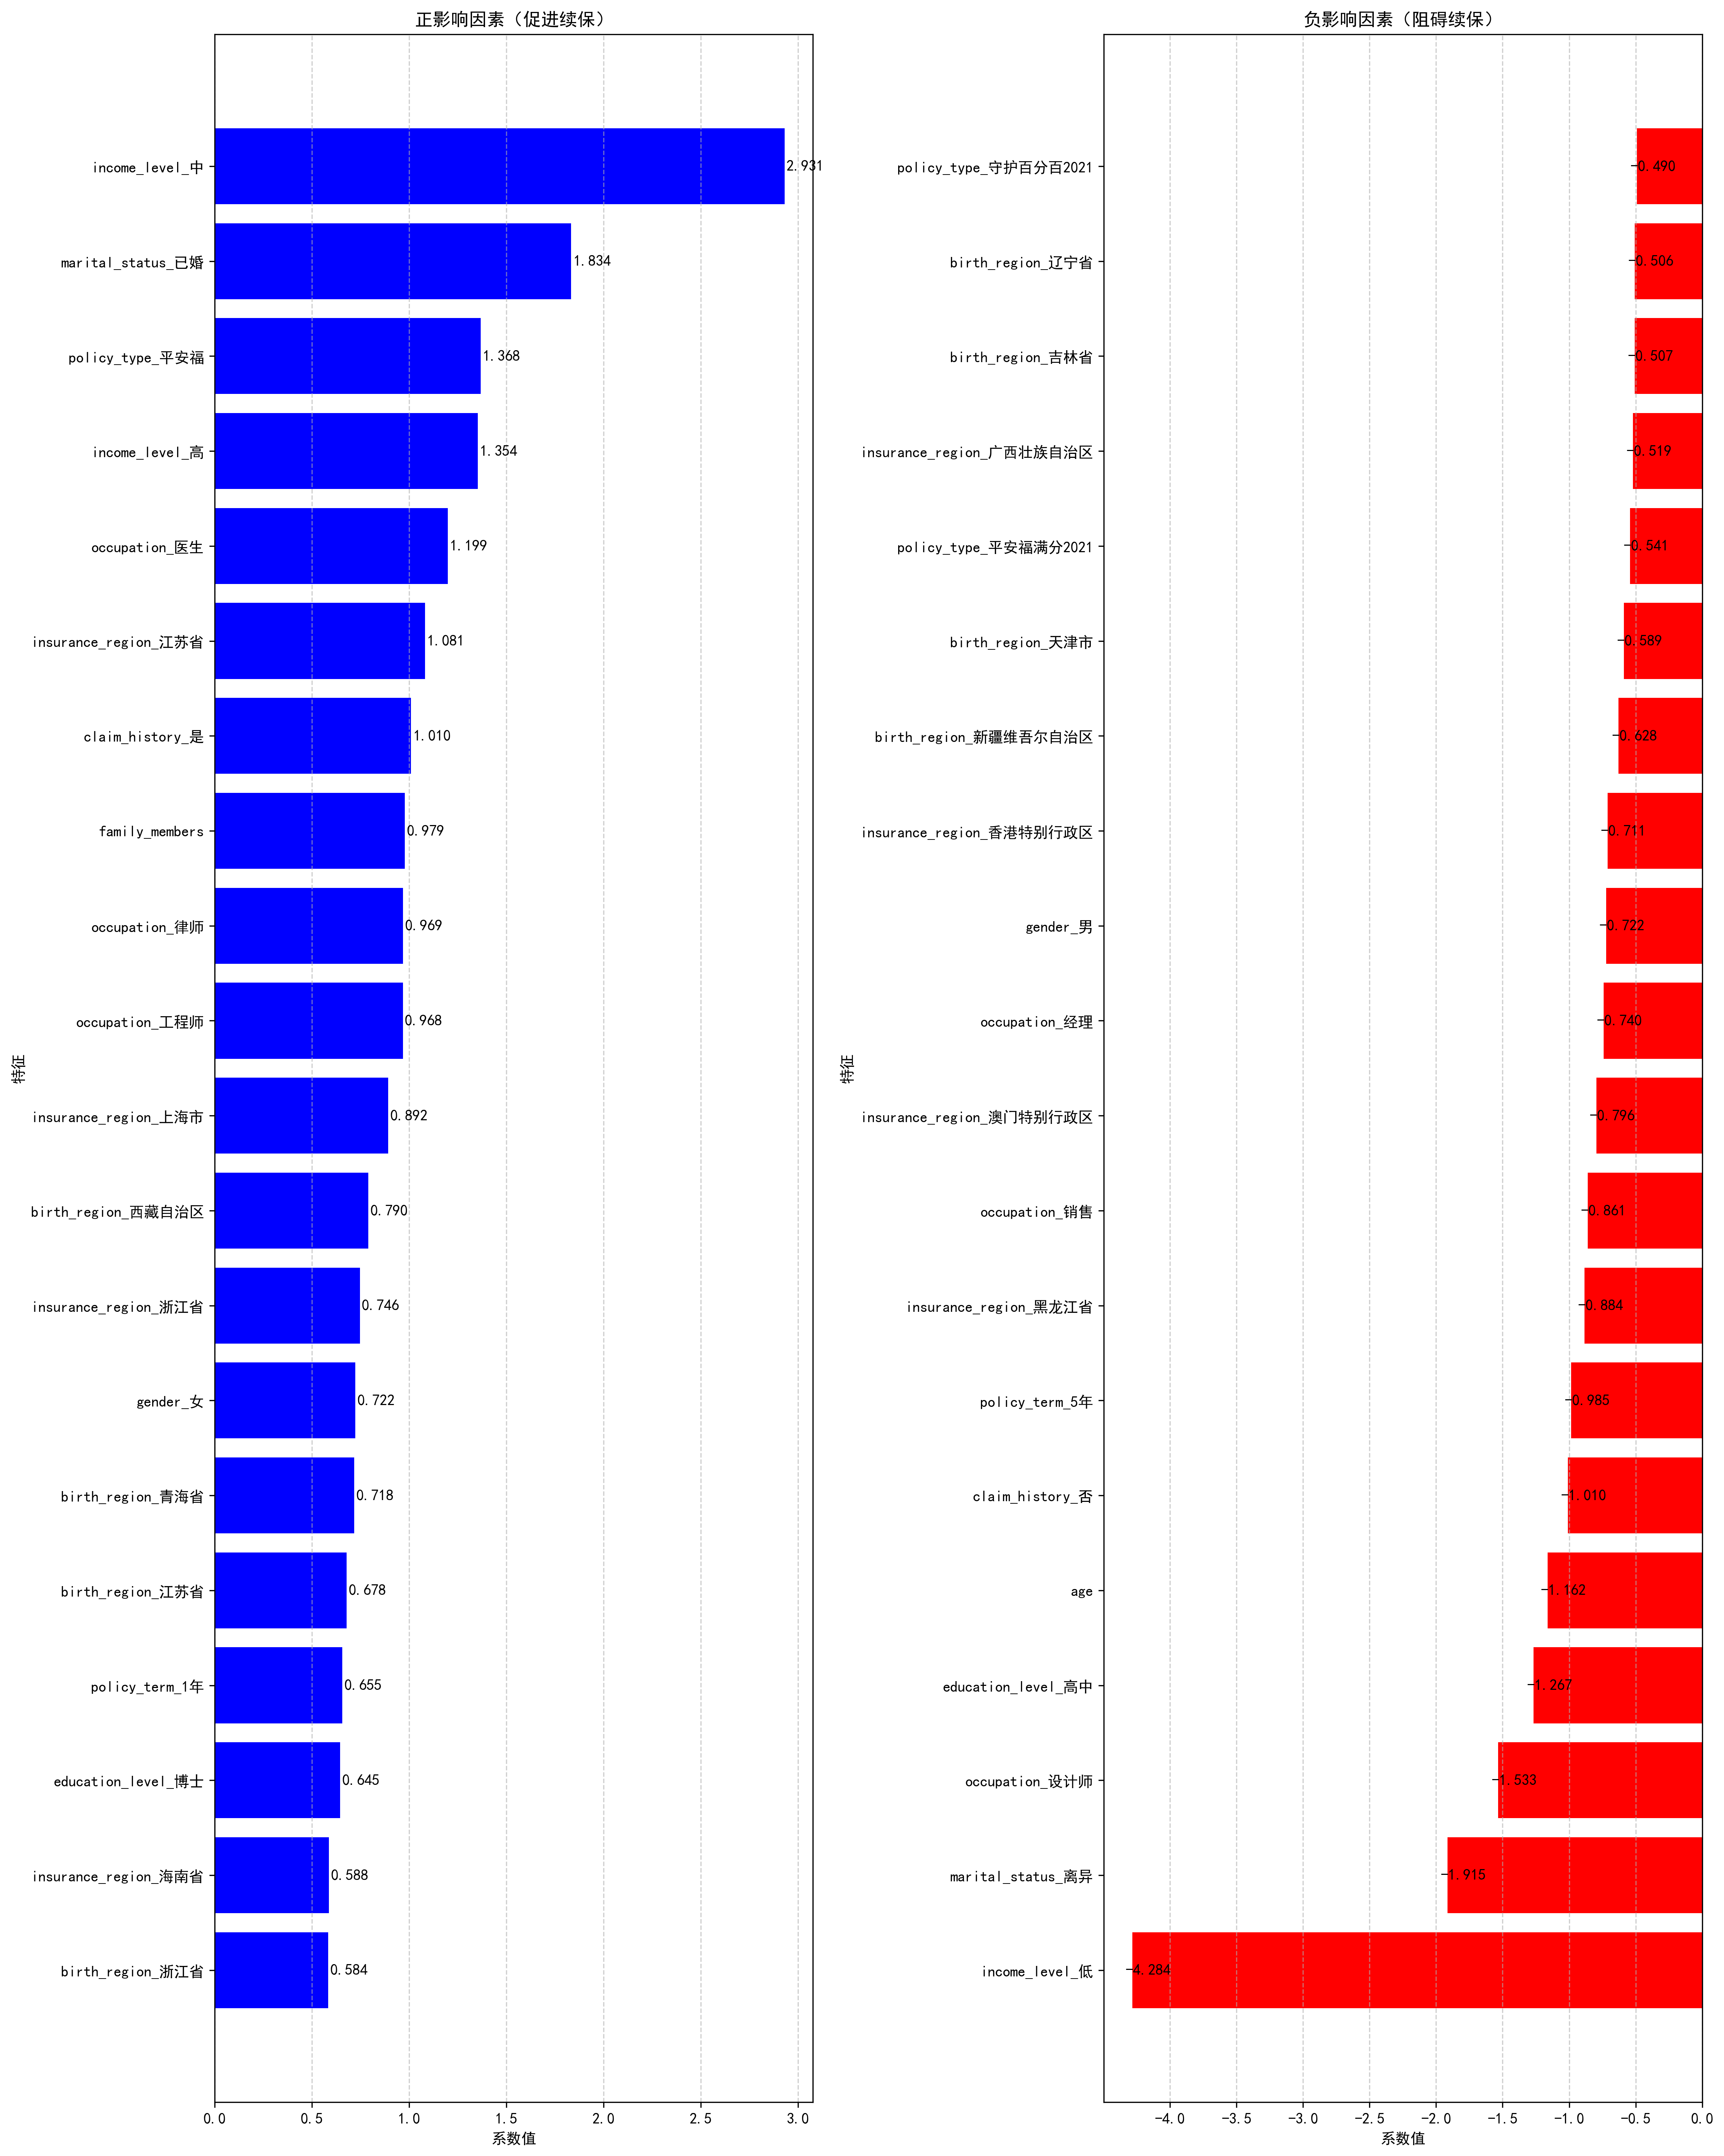 正影响因素（促进续保）
income_level_中
2.931
marital_status_已婚
1.834
policy_type_平安福
1.368
income_level_高
1.354
occupation_医生
1.199
insurance_region_江苏省
1.081
claim_history_是
1.010
family_members
0.979
occupation_律师
0.969
occupation_工程师
0.968
insurance_region_上海市
0.892
birth_region_西藏自治区
0.790
insurance_region_浙江省
0.746
gender_女
0.722
birth_region_青海省
0.718
birth_region_江苏省
0.678
policy_term_1年
0.655
education_level_博士
0.645
insurance_region_海南省
0.588
birth_region_浙江省
0.584
特征
0.0 0.5 1.0 1.5 2.0 2.5 3.0
系数值
负影响因素（阻碍续保）
policy_type_守护百分百2021
−0.490
birth_region_辽宁省
−0.506
birth_region_吉林省
−0.507
insurance_region_广西壮族自治区
−0.519
policy_type_平安福满分2021
−0.541
birth_region_天津市
−0.589
birth_region_新疆维吾尔自治区
−0.628
insurance_region_香港特别行政区
−0.711
gender_男
−0.722
occupation_经理
−0.740
insurance_region_澳门特别行政区
−0.796
occupation_销售
−0.861
insurance_region_黑龙江省
−0.884
policy_term_5年
−0.985
claim_history_否
−1.010
age
−1.162
education_level_高中
−1.267
occupation_设计师
−1.533
marital_status_离异
−1.915
income_level_低
−4.284
特征
−4.0 −3.5 −3.0 −2.5 −2.0 −1.5 −1.0 −0.5 0.0
系数值